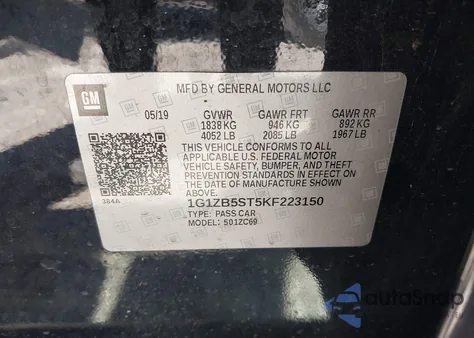 GM
MFD BY GENERAL MOTORS LLC
05/19 GVWR GAWR FRT GAWR RR
1838 KG 946 KG 892 KG
4052 LB 2085 LB 1967 LB
THIS VEHICLE CONFORMS TO ALL
APPLICABLE U.S. FEDERAL MOTOR
VEHICLE SAFETY, BUMPER, AND THEFT
PREVENTION STANDARDS IN EFFECT
ON THE DATE OF MANUFACTURE SHOWN
ABOVE.
384A
1G1ZB5ST5KF223150
TYPE: PASS CAR
MODEL: S01ZC69
autoSnap